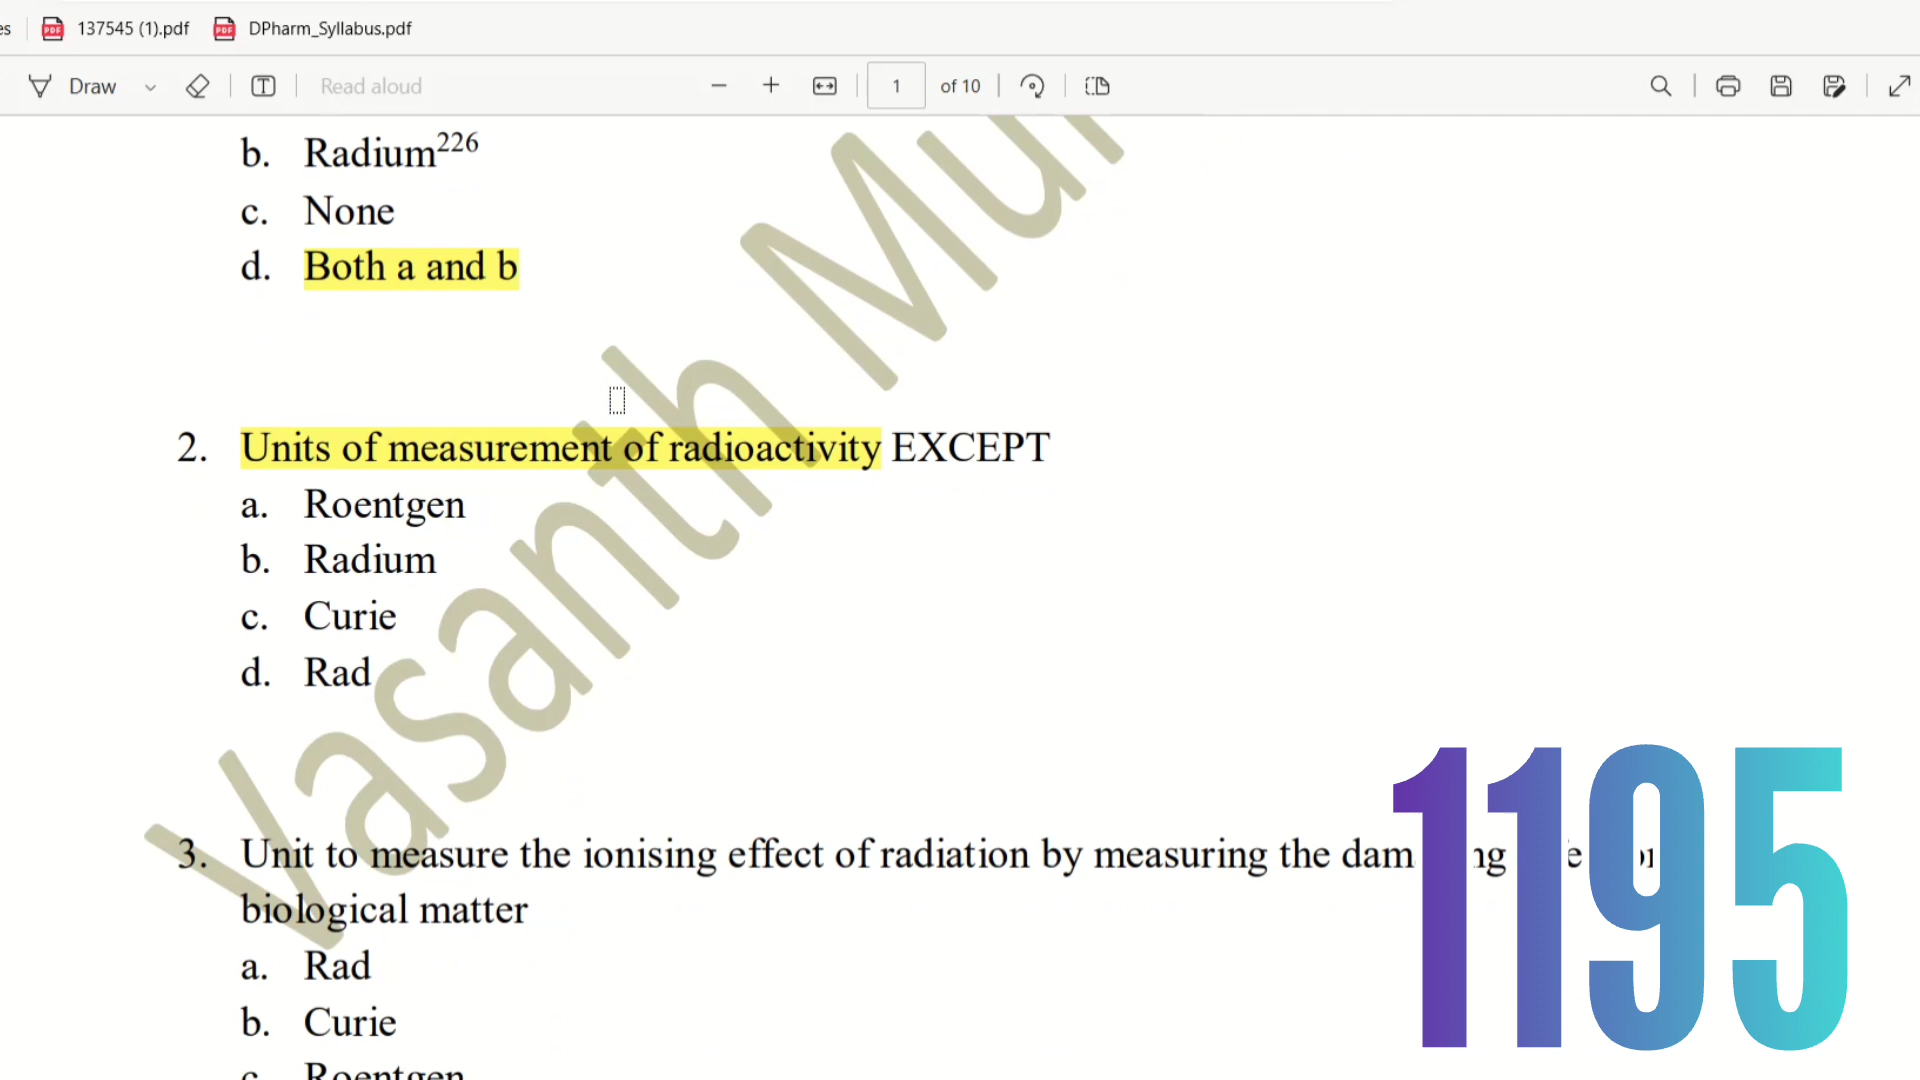 es 137545 (1).pdf DPharm_Syllabus.pdf
Draw Read aloud 1 of 10
b. Radium226
c. None
d. Both a and b
2. Units of measurement of radioactivity EXCEPT
a. Roentgen
b. Radium
c. Curie
d. Rad
3. Unit to measure the ionising effect of radiation by measuring the
biological matter
a. Rad
b. Curie
c. Roentgen
Vasanth
1195